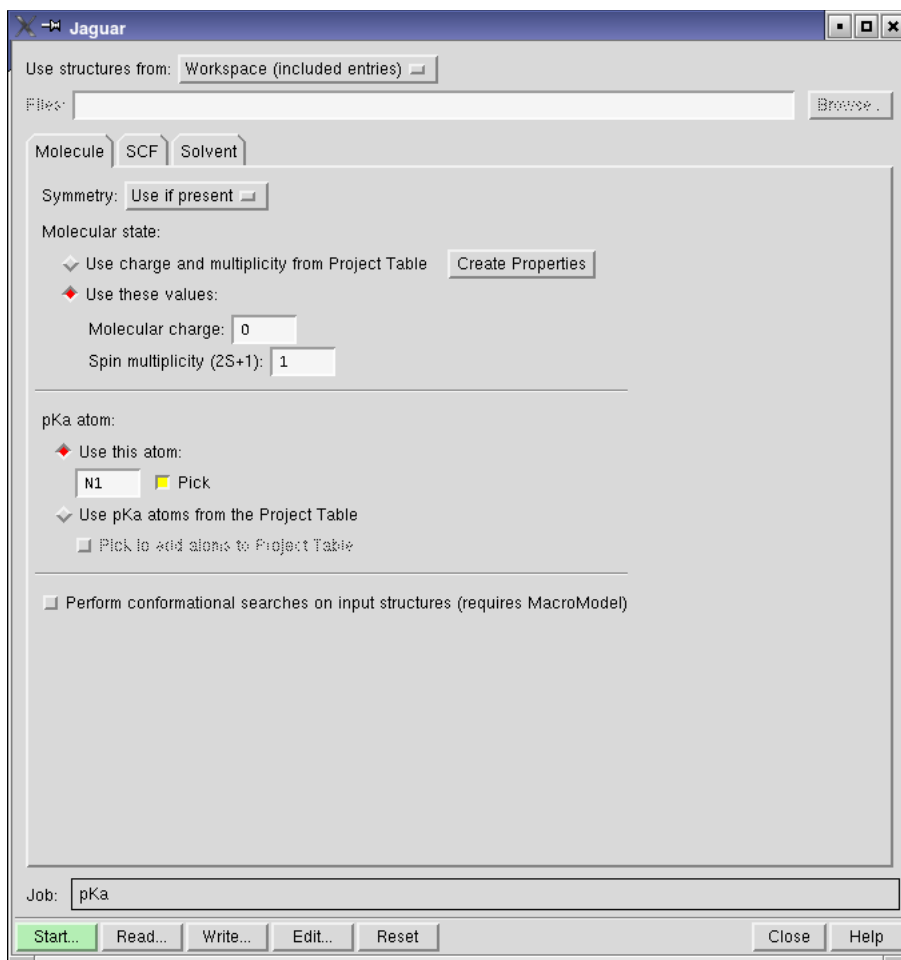 Jaguar
Use structures from: Workspace (included entries)
Files: Browse...
Molecule SCF Solvent
Symmetry: Use if present
Molecular state:
Use charge and multiplicity from Project Table Create Properties
Use these values:
Molecular charge: 0
Spin multiplicity (2S+1): 1
pKa atom:
Use this atom:
N1 Pick
Use pKa atoms from the Project Table
Pick to add atoms to Project Table
Perform conformational searches on input structures (requires MacroModel)
Job: pKa
Start... Read... Write... Edit... Reset Close Help